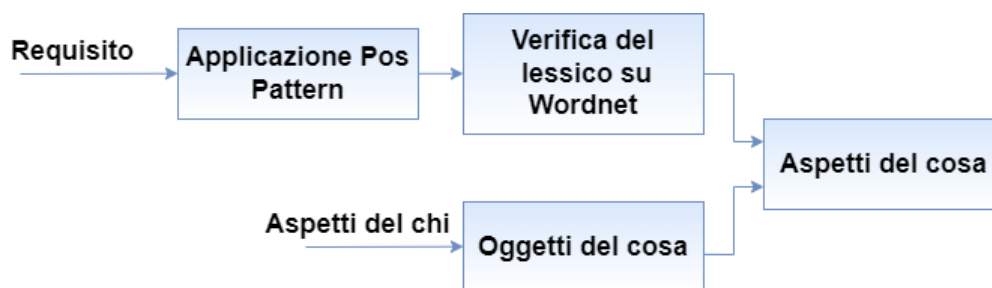 Requisito
Applicazione Pos
Pattern
Verifica del
lessico su
Wordnet
Aspetti del cosa
Aspetti del chi
Oggetti del cosa